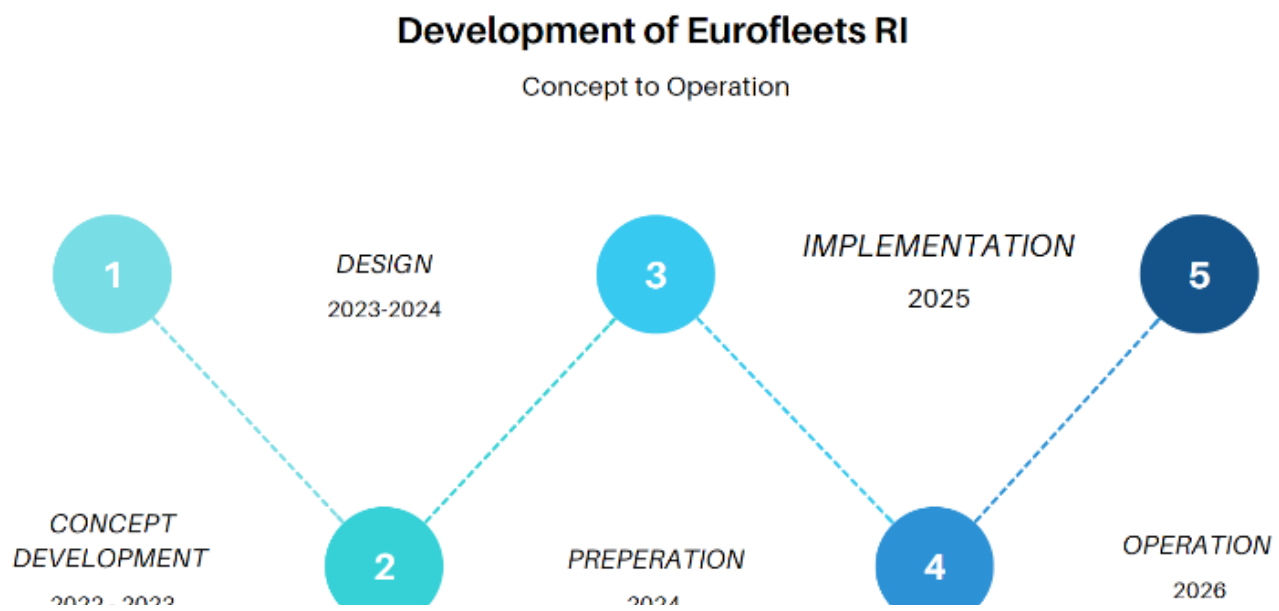 Development of Eurofleets RI
Concept to Operation
1
DESIGN
2023-2024
3
IMPLEMENTATION
2025
5
CONCEPT
DEVELOPMENT
2022 - 2023
2
PREPERATION
2024
4
OPERATION
2026